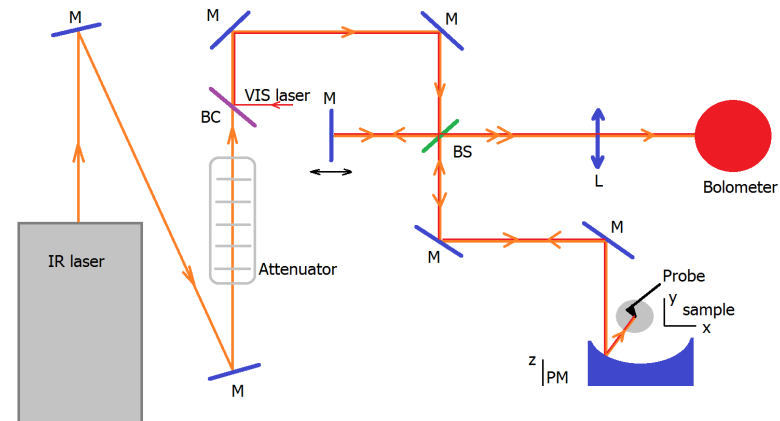 M
M
M
VIS laser
M
BC
BS
L
Bolometer
IR laser
Attenuator
M
M
Probe
y
sample
x
z
PM
M